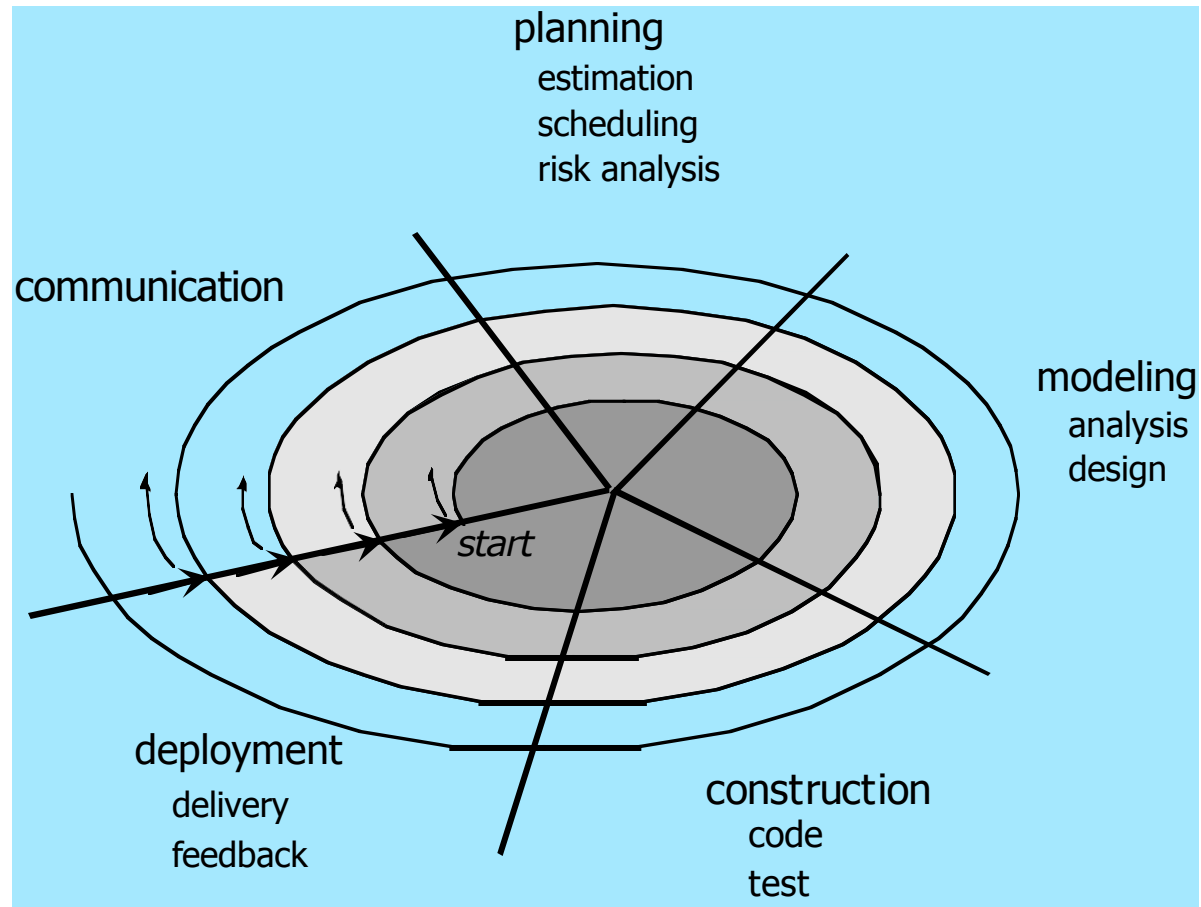 planning
estimation
scheduling
risk analysis
communication
modeling
analysis
design
start
deployment
delivery
feedback
construction
code
test